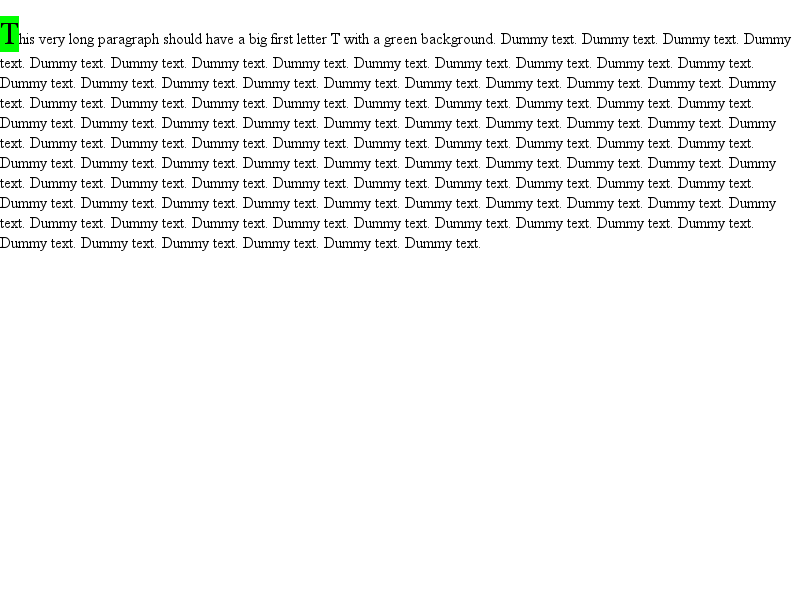 This very long paragraph should have a big first letter T with a green background. Dummy text. Dummy text. Dummy text. Dummy
text. Dummy text. Dummy text. Dummy text. Dummy text. Dummy text. Dummy text. Dummy text. Dummy text. Dummy text.
Dummy text. Dummy text. Dummy text. Dummy text. Dummy text. Dummy text. Dummy text. Dummy text. Dummy text. Dummy
text. Dummy text. Dummy text. Dummy text. Dummy text. Dummy text. Dummy text. Dummy text. Dummy text. Dummy text.
Dummy text. Dummy text. Dummy text. Dummy text. Dummy text. Dummy text. Dummy text. Dummy text. Dummy text. Dummy
text. Dummy text. Dummy text. Dummy text. Dummy text. Dummy text. Dummy text. Dummy text. Dummy text. Dummy text.
Dummy text. Dummy text. Dummy text. Dummy text. Dummy text. Dummy text. Dummy text. Dummy text. Dummy text. Dummy
text. Dummy text. Dummy text. Dummy text. Dummy text. Dummy text. Dummy text. Dummy text. Dummy text. Dummy text.
Dummy text. Dummy text. Dummy text. Dummy text. Dummy text. Dummy text. Dummy text. Dummy text. Dummy text. Dummy
text. Dummy text. Dummy text. Dummy text. Dummy text. Dummy text. Dummy text. Dummy text. Dummy text. Dummy text.
Dummy text. Dummy text. Dummy text. Dummy text. Dummy text. Dummy text.